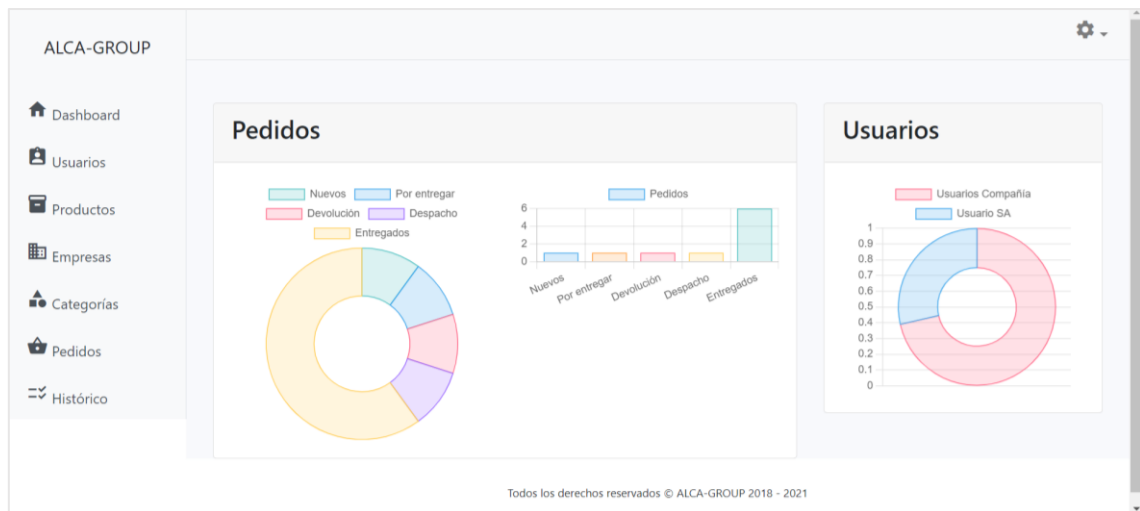 ALCA-GROUP
Dashboard
Usuarios
Productos
Empresas
Categorías
Pedidos
Histórico
Pedidos
Nuevos Por entregar
Devolución Despacho
Entregados
Pedidos
6
4
2
0
Nuevos Por entregar Devolución Despacho Entregados
Usuarios
Usuarios Compañía
Usuario SA
1
0.9
0.8
0.7
0.6
0.5
0.4
0.3
0.2
0.1
0
Todos los derechos reservados © ALCA-GROUP 2018 - 2021